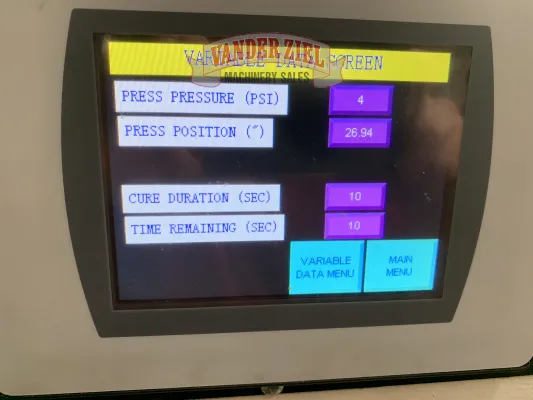 VARIABLE DATA SCREEN
VANDER ZIEL
MACHINERY SALES
PRESS PRESSURE (PSI) 4
PRESS POSITION (") 26.94
CURE DURATION (SEC) 10
TIME REMAINING (SEC) 10
VARIABLE
DATA MENU
MAIN
MENU